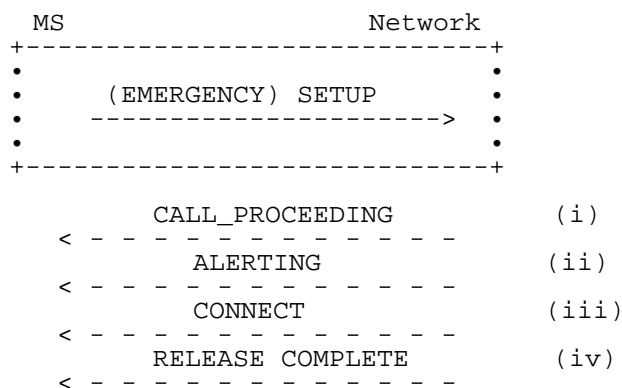 MS Network
(EMERGENCY) SETUP
CALL_PROCEEDING (i)
ALERTING (ii)
CONNECT (iii)
RELEASE COMPLETE (iv)